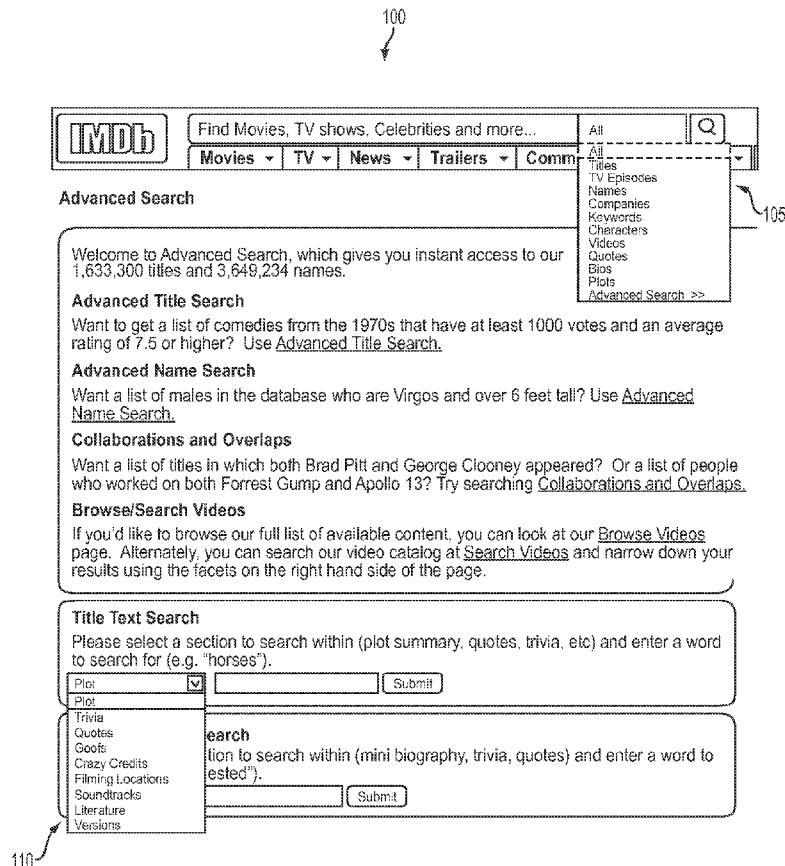 100
IMDb
Find Movies, TV shows, Celebrities and more...
All
Movies
TV
News
Trailers
Comm
All
Titles
TV Episodes
Names
Companies
Keywords
Characters
Videos
Quotes
Bios
Plots
Advanced Search >>
105
Advanced Search
Welcome to Advanced Search, which gives you instant access to our
1,633,300 titles and 3,649,234 names.
Advanced Title Search
Want to get a list of comedies from the 1970s that have at least 1000 votes and an average
rating of 7.5 or higher? Use Advanced Title Search.
Advanced Name Search
Want a list of males in the database who are Virgos and over 6 feet tall? Use Advanced
Name Search.
Collaborations and Overlaps
Want a list of titles in which both Brad Pitt and George Clooney appeared? Or a list of people
who worked on both Forrest Gump and Apollo 13? Try searching Collaborations and Overlaps.
Browse/Search Videos
If you'd like to browse our full list of available content, you can look at our Browse Videos
page. Alternately, you can search our video catalog at Search Videos and narrow down your
results using the facets on the right hand side of the page.
Title Text Search
Please select a section to search within (plot summary, quotes, trivia, etc) and enter a word
to search for (e.g. "horses").
Plot
Submit
Plot
Trivia
Quotes
Goofs
Crazy Credits
Filming Locations
Soundtracks
Literature
Versions
earch
tion to search within (mini biography, trivia, quotes) and enter a word to
ested").
Submit
110